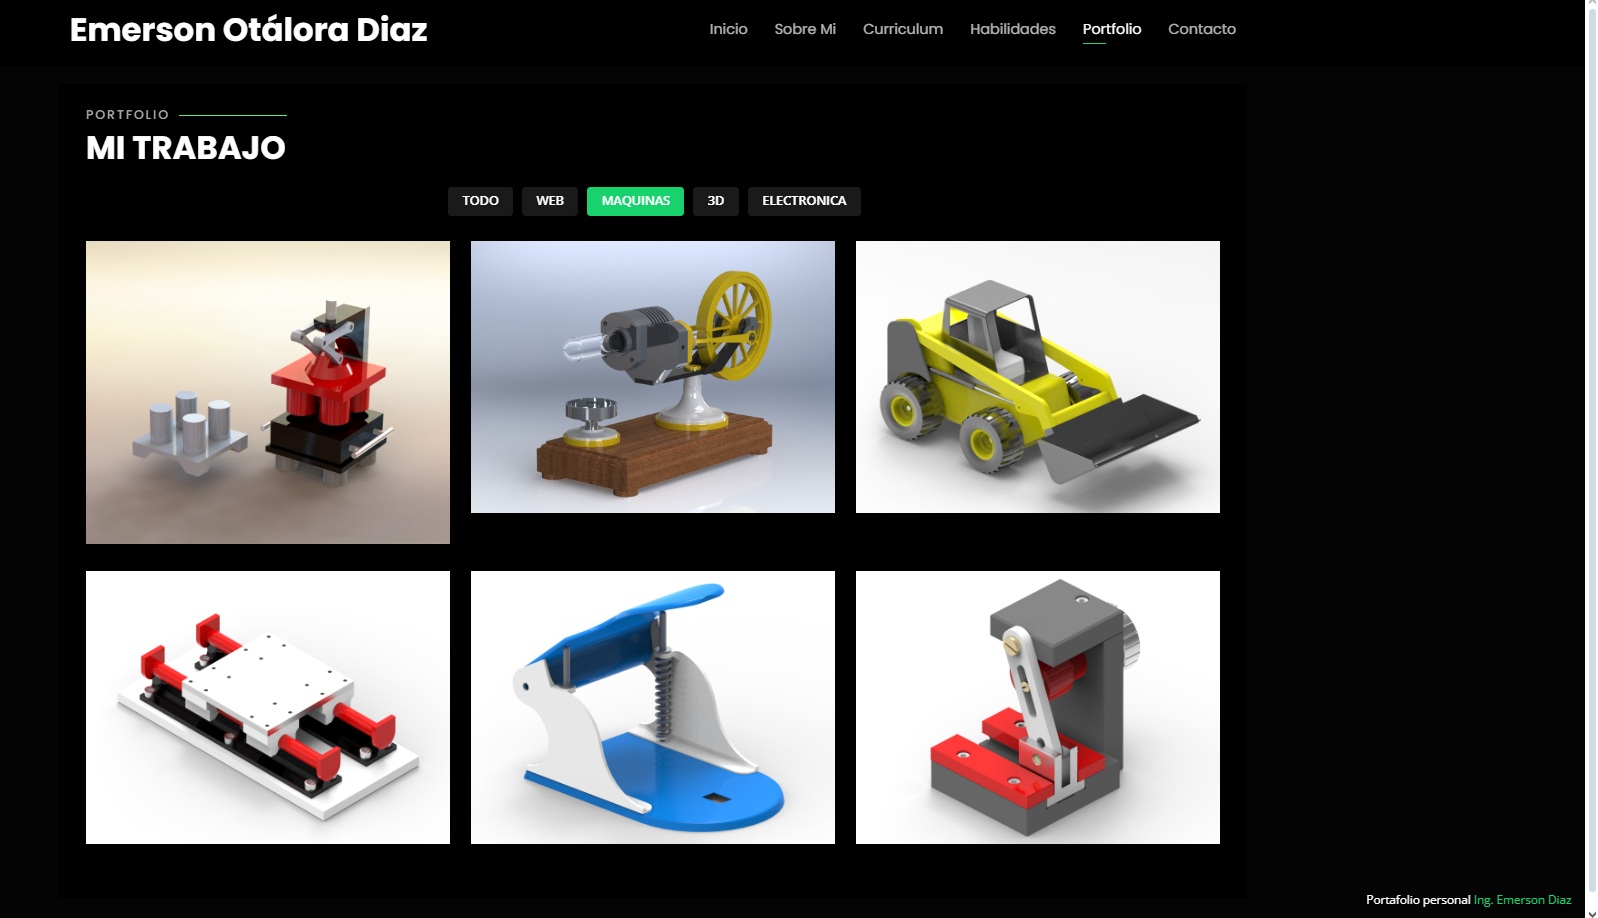 Emerson Otálora Diaz
Inicio Sobre Mi Curriculum Habilidades Portfolio Contacto
PORTFOLIO
MI TRABAJO
TODO WEB MAQUINAS 3D ELECTRONICA
Portafolio personal Ing. Emerson Diaz